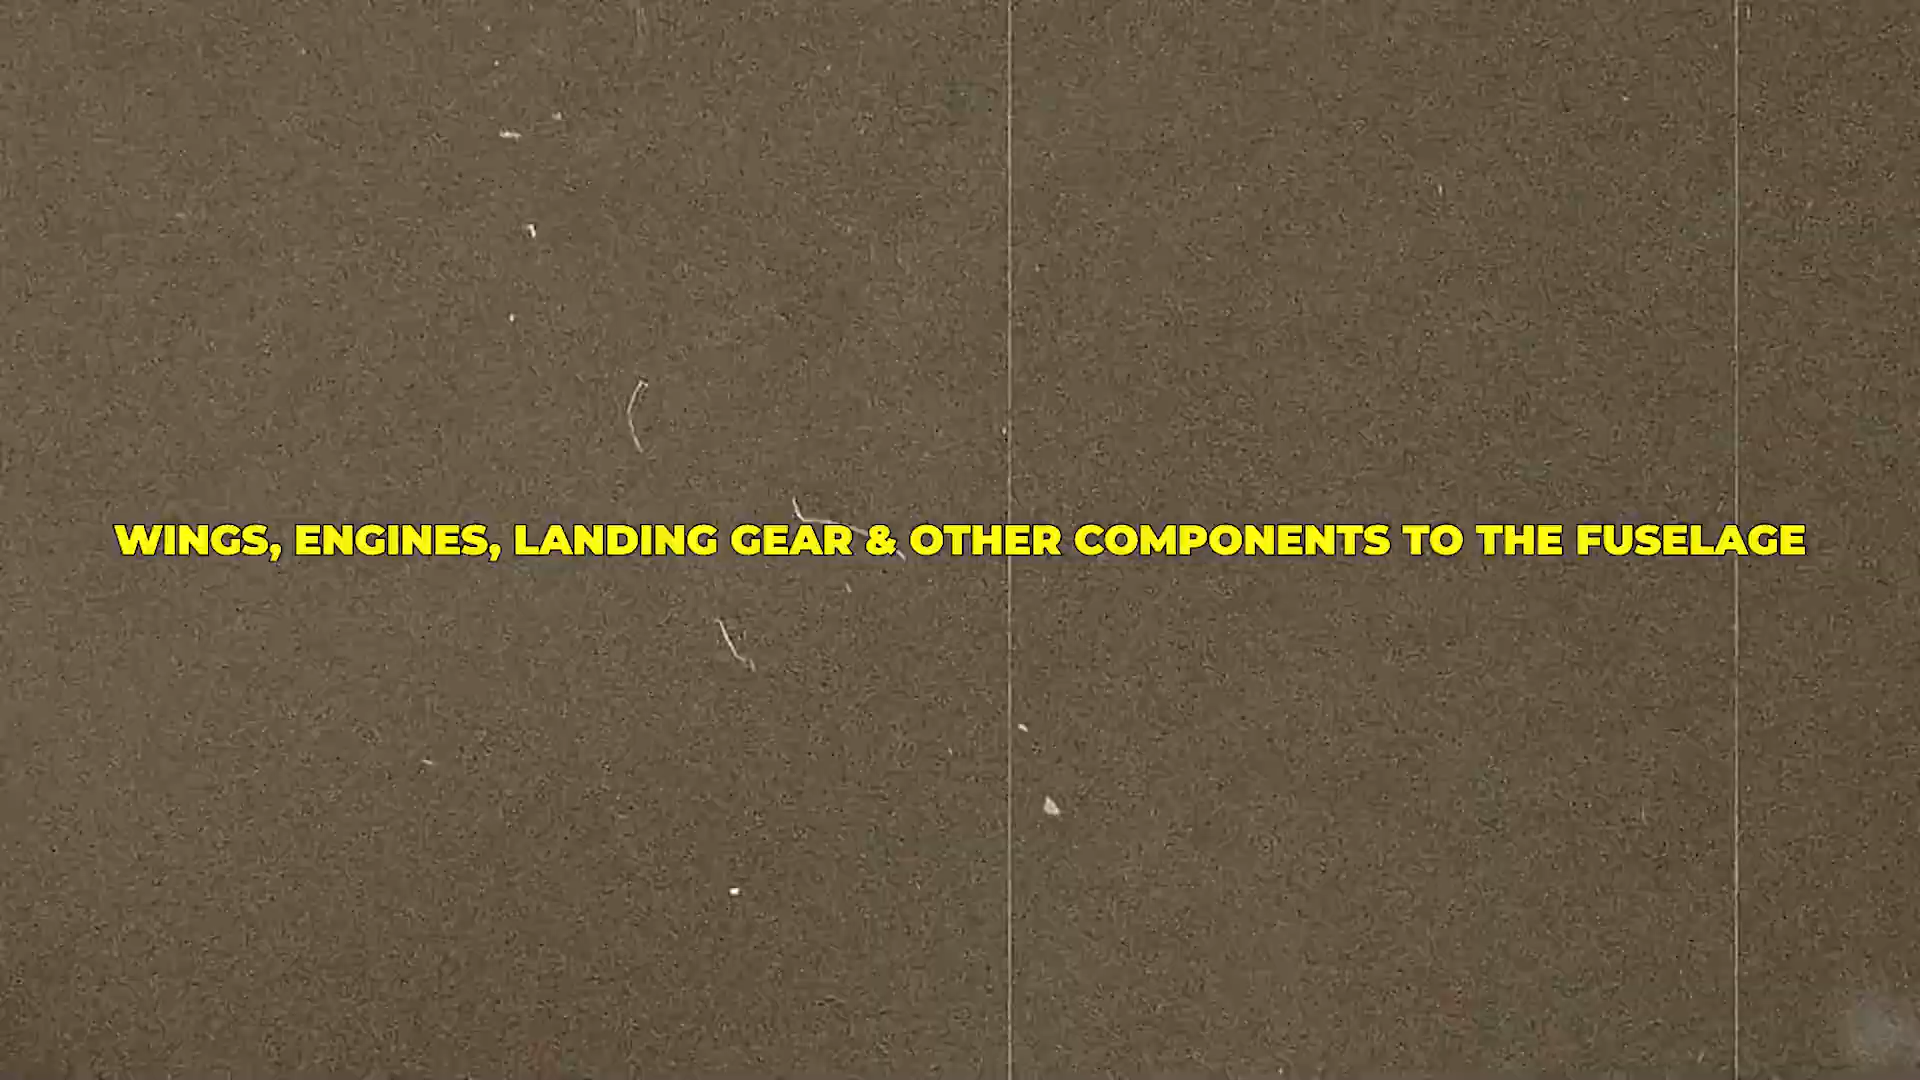 WINGS, ENGINES, LANDING GEAR & OTHER COMPONENTS TO THE FUSELAGE